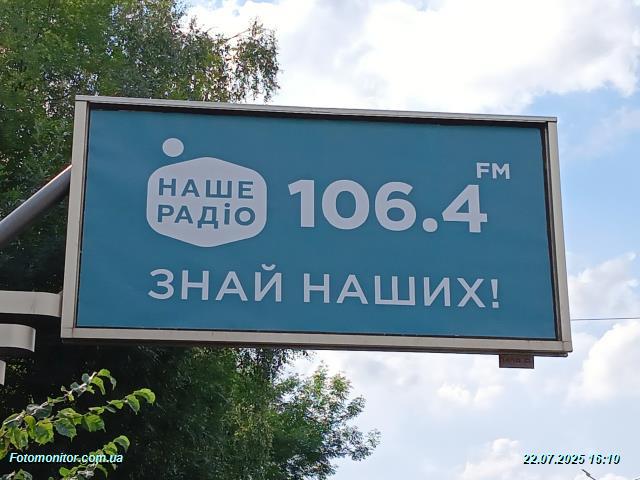 НАШЕ
РАДІО
106.4 FM
ЗНАЙ НАШИХ!
Fotomonitor.com.ua
22.07.2025 16:10